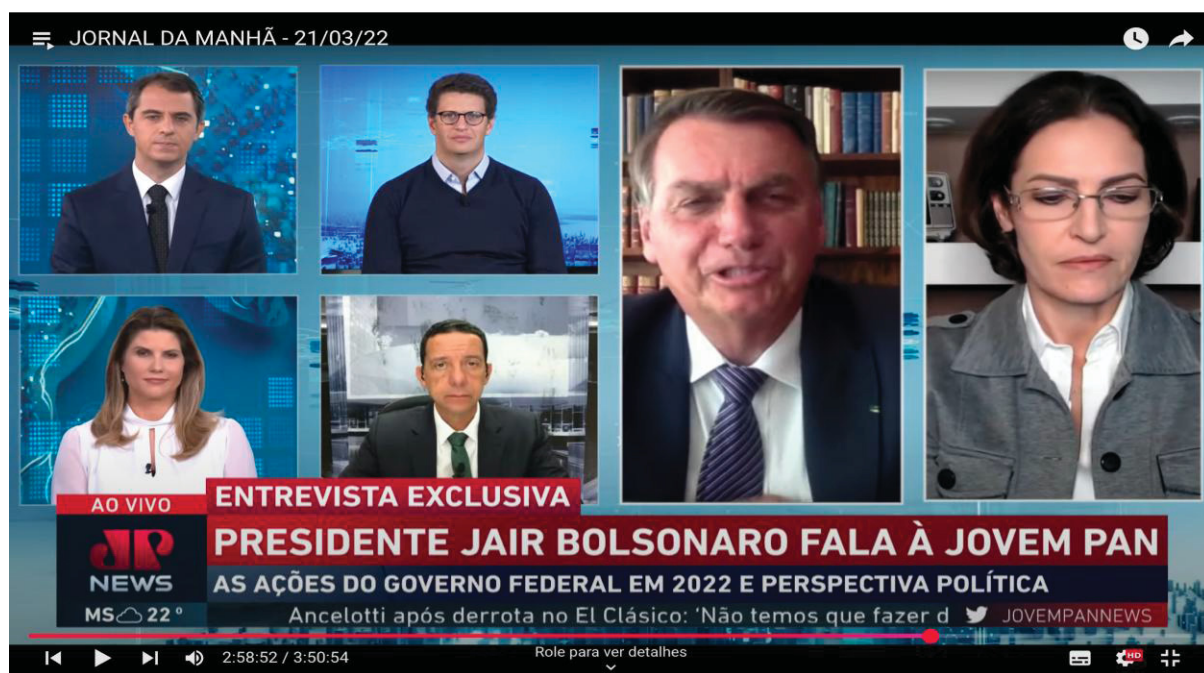 JORNAL DA MANHÃ - 21/03/22
AO VIVO
ENTREVISTA EXCLUSIVA
JP
NEWS
PRESIDENTE JAIR BOLSONARO FALA À JOVEM PAN
AS AÇÕES DO GOVERNO FEDERAL EM 2022 E PERSPECTIVA POLÍTICA
MS 22 º
Ancelotti após derrota no El Clásico: ‘Não temos que fazer d
JOVEMPANNEWS
2:58:52 / 3:50:54
Role para ver detalhes
HD